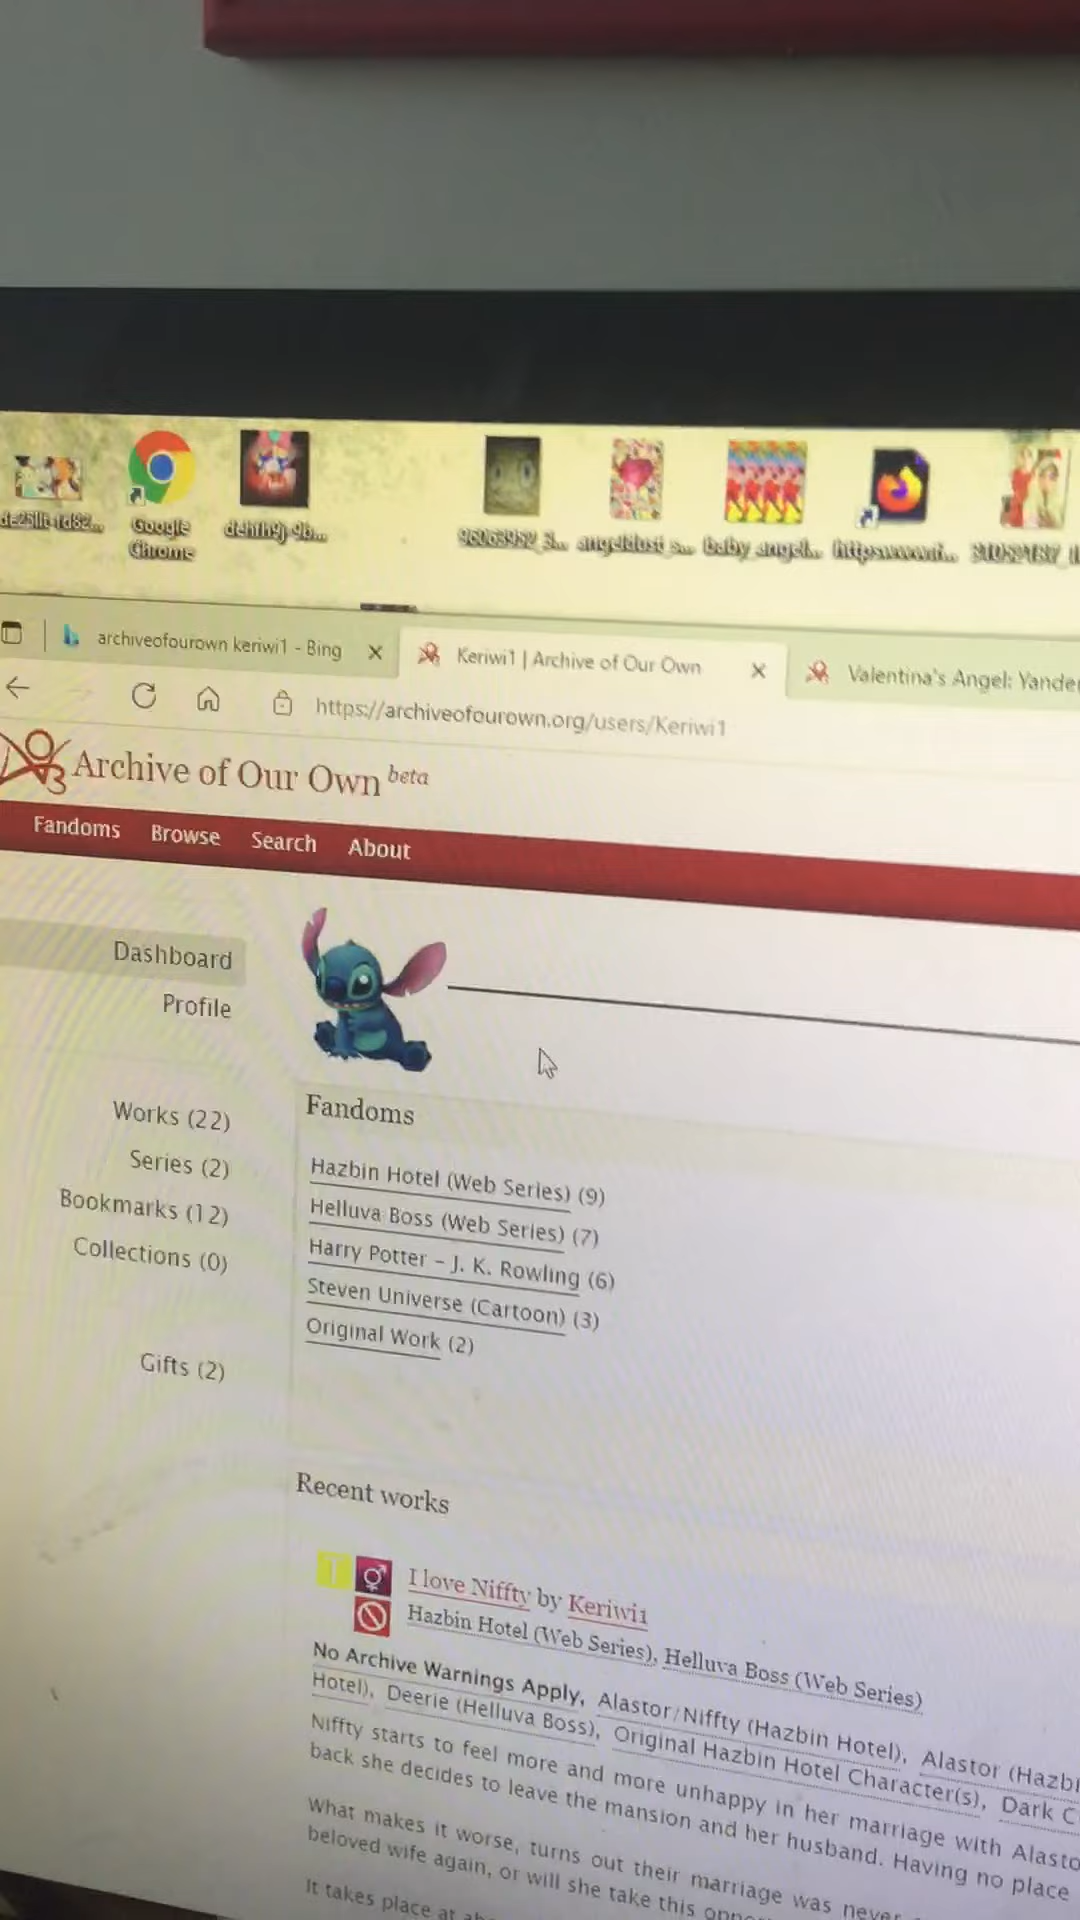 Google
Chrome
archiveofourown keriwi1 - Bing
Keriwi1 | Archive of Our Own
Valentina's Angel: Yande
https://archiveofourown.org/users/Keriwi1
Archive of Our Own beta
Fandoms Browse Search About
Dashboard
Profile
Works (22)
Series (2)
Bookmarks (12)
Collections (0)
Gifts (2)
Fandoms
Hazbin Hotel (Web Series) (9)
Helluva Boss (Web Series) (7)
Harry Potter - J. K. Rowling (6)
Steven Universe (Cartoon) (3)
Original Work (2)
Recent works
I love Niffty by Keriwi1
Hazbin Hotel (Web Series), Helluva Boss (Web Series)
No Archive Warnings Apply, Alastor/Niffty (Hazbin Hotel), Alastor (Hazbi
Hotel), Deerie (Helluva Boss), Original Hazbin Hotel Character(s), Dark C
Niffty starts to feel more and more unhappy in her marriage with Alasto
back she decides to leave the mansion and her husband. Having no place
What makes it worse, turns out their marriage was never
beloved wife again, or will she take this
It takes place at